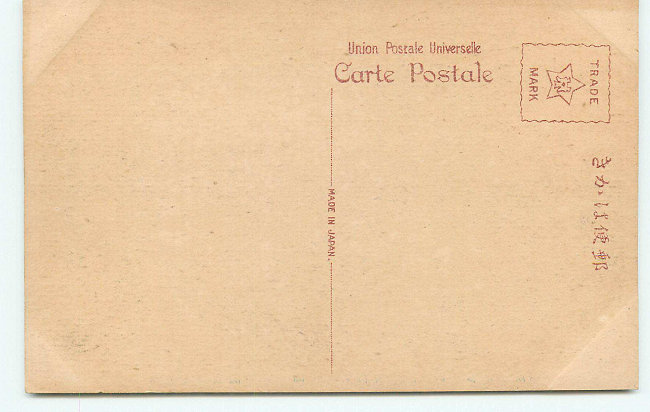 Union Postale Universelle
Carte Postale
TRADE
MARK
MADE IN JAPAN.
郵便はかき